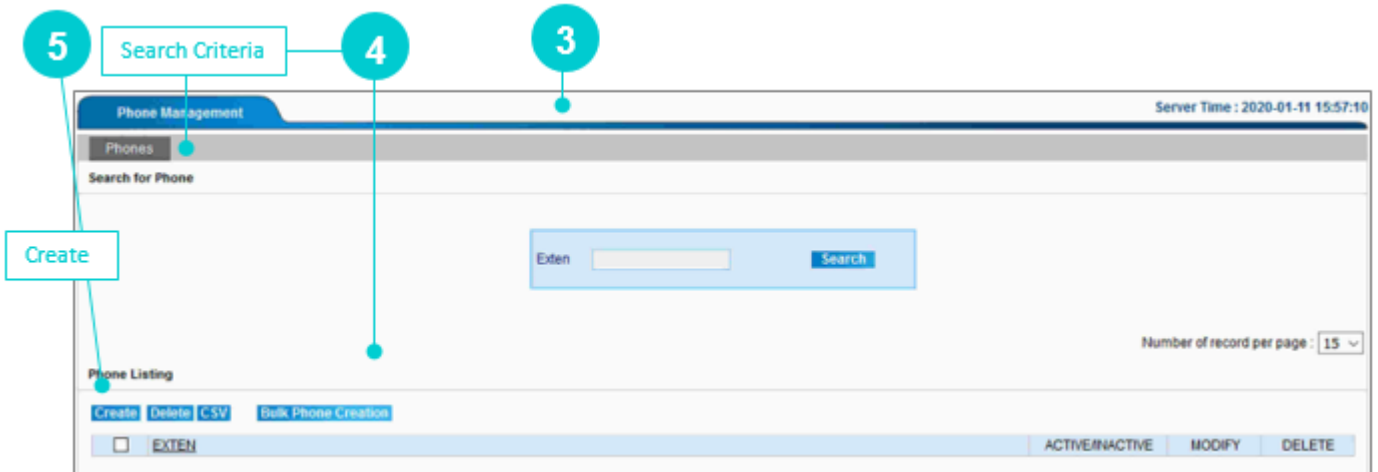 5
Search Criteria
4
3
Phone Management
Server Time : 2020-01-11 15:57:10
Phones
Search for Phone
Create
Exten
Search
Number of record per page : 15
Phone Listing
Create Delete CSV Bulk Phone Creation
EXTEN ACTIVE/INACTIVE MODIFY DELETE